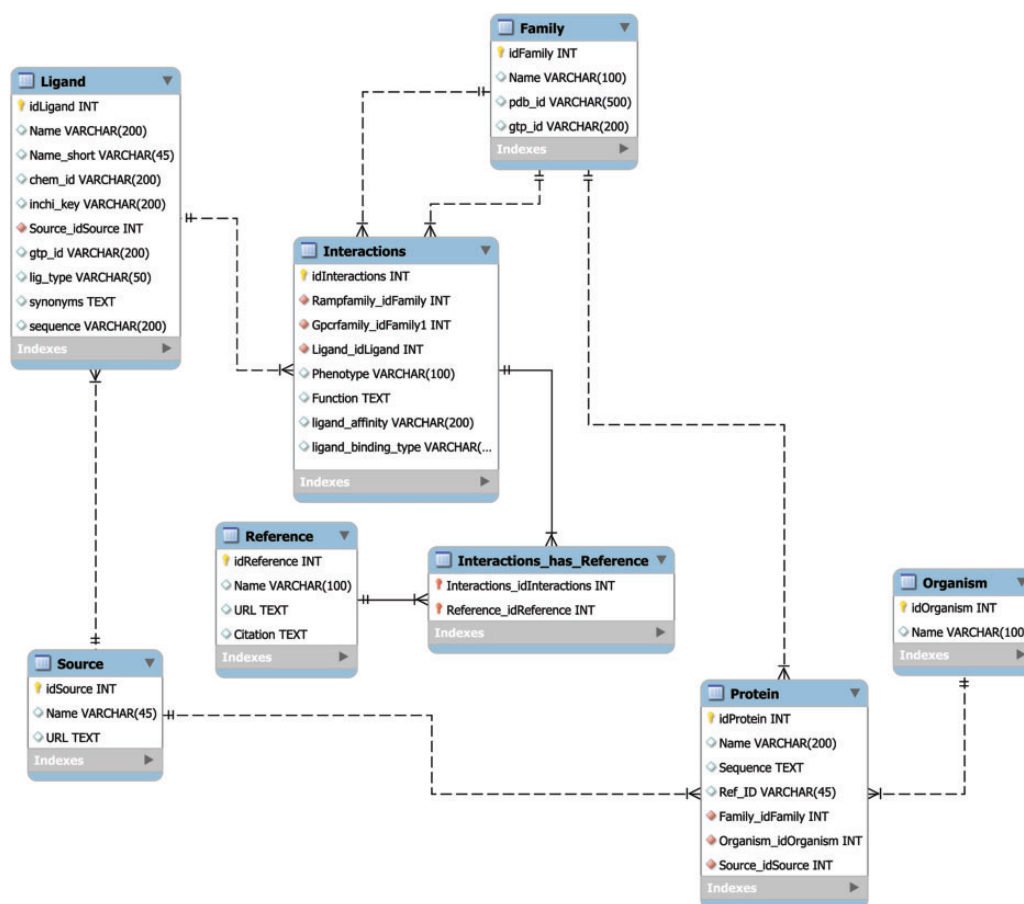 Family
idFamily INT
Name VARCHAR(100)
pdb_id VARCHAR(500)
gtp_id VARCHAR(200)
Indexes
Ligand
idLigand INT
Name VARCHAR(200)
Name_short VARCHAR(45)
chem_id VARCHAR(200)
inchi_key VARCHAR(200)
Source_idSource INT
gtp_id VARCHAR(200)
lig_type VARCHAR(50)
synonyms TEXT
sequence VARCHAR(200)
Indexes
Interactions
idInteractions INT
Rampfamily_idFamily INT
Gpcrfamily_idFamily1 INT
Ligand_idLigand INT
Phenotype VARCHAR(100)
Function TEXT
ligand_affinity VARCHAR(200)
ligand_binding_type VARCHAR(...
Indexes
Reference
idReference INT
Name VARCHAR(100)
URL TEXT
Citation TEXT
Indexes
Interactions_has_Reference
Interactions_idInteractions INT
Reference_idReference INT
Indexes
Organism
idOrganism INT
Name VARCHAR(100
Indexes
Source
idSource INT
Name VARCHAR(45)
URL TEXT
Indexes
Protein
idProtein INT
Name VARCHAR(200)
Sequence TEXT
Ref_ID VARCHAR(45)
Family_idFamily INT
Organism_idOrganism INT
Source_idSource INT
Indexes